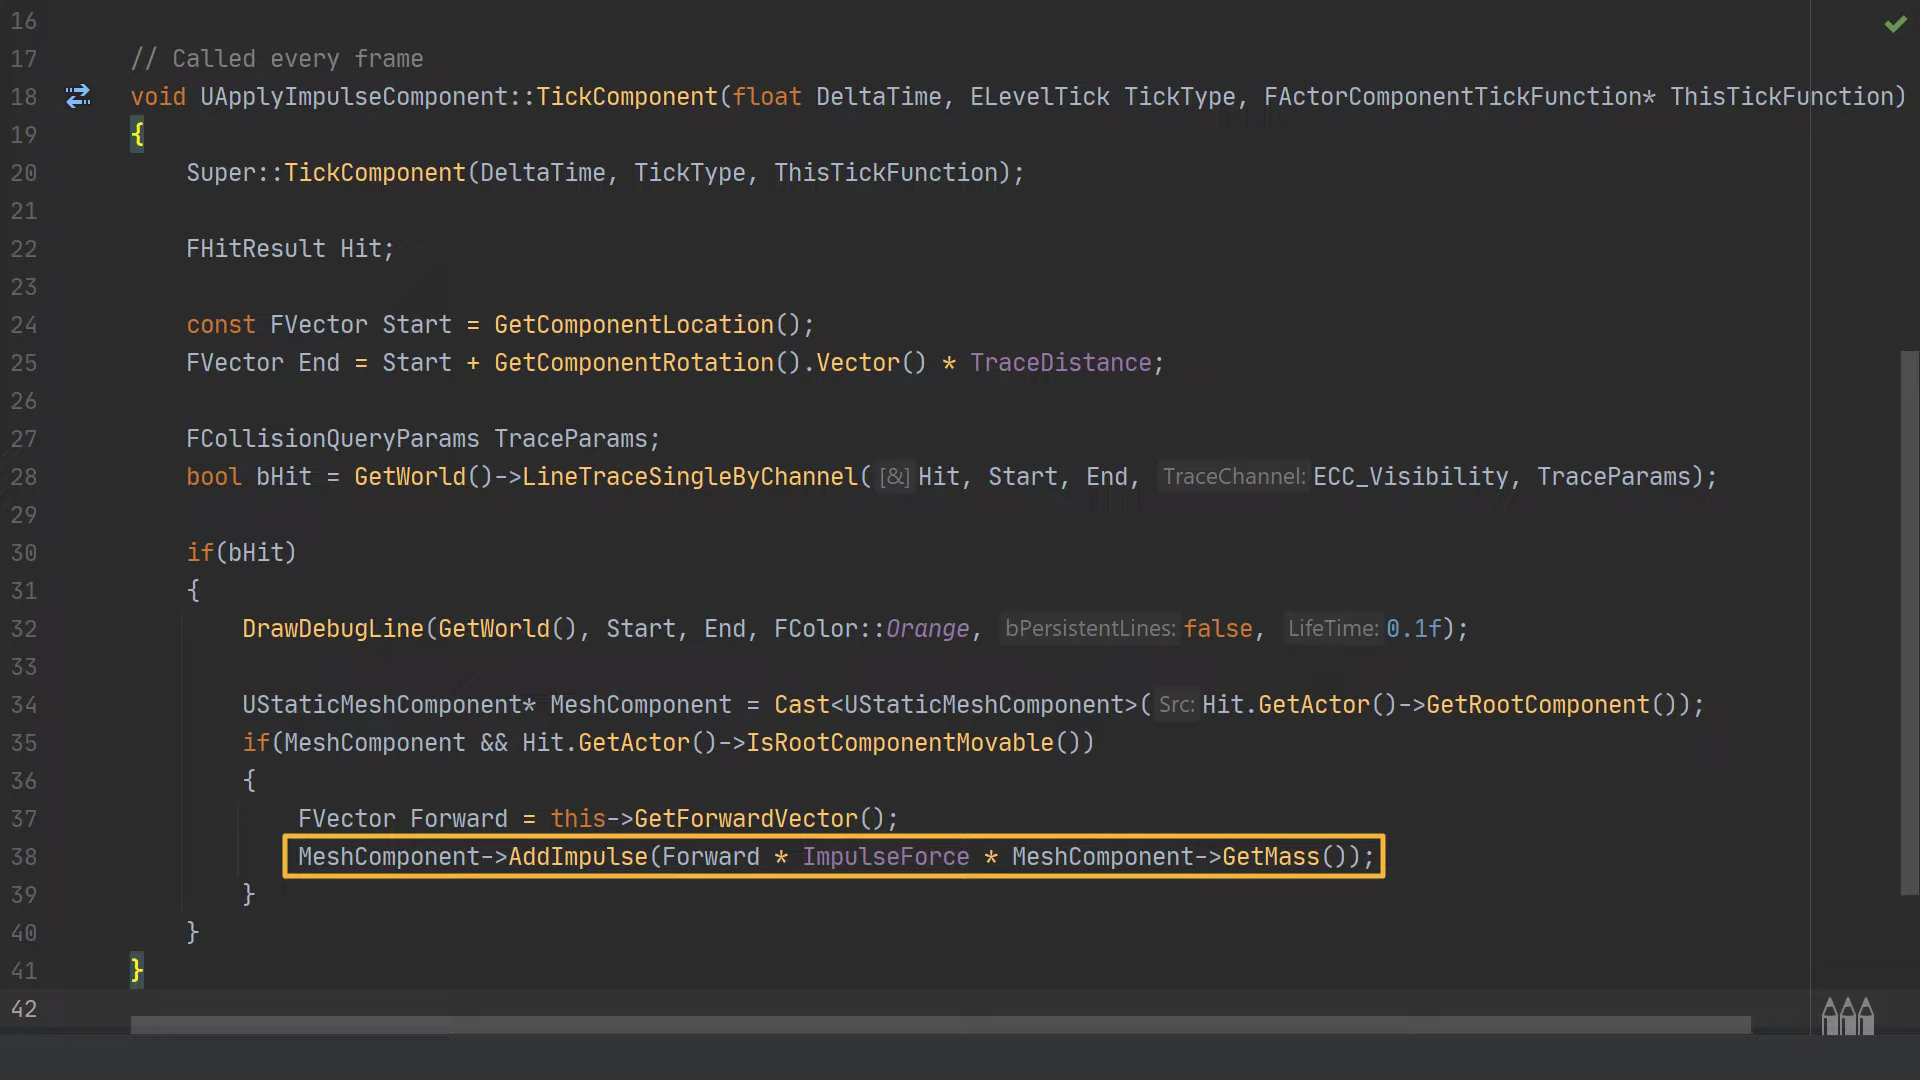 16
17 // Called every frame
18 void UApplyImpulseComponent::TickComponent(float DeltaTime, ELevelTick TickType, FActorComponentTickFunction* ThisTickFunction)
19 {
20 Super::TickComponent(DeltaTime, TickType, ThisTickFunction);
21
22 FHitResult Hit;
23
24 const FVector Start = GetComponentLocation();
25 FVector End = Start + GetComponentRotation().Vector() * TraceDistance;
26
27 FCollisionQueryParams TraceParams;
28 bool bHit = GetWorld()->LineTraceSingleByChannel([&]Hit, Start, End, TraceChannel:ECC_Visibility, TraceParams);
29
30 if(bHit)
31 {
32 DrawDebugLine(GetWorld(), Start, End, FColor::Orange, bPersistentLines:false, LifeTime:0.1f);
33
34 UStaticMeshComponent* MeshComponent = Cast<UStaticMeshComponent>(Src:Hit.GetActor()->GetRootComponent());
35 if(MeshComponent && Hit.GetActor()->IsRootComponentMovable())
36 {
37 FVector Forward = this->GetForwardVector();
38 MeshComponent->AddImpulse(Forward * ImpulseForce * MeshComponent->GetMass());
39 }
40 }
41 }
42